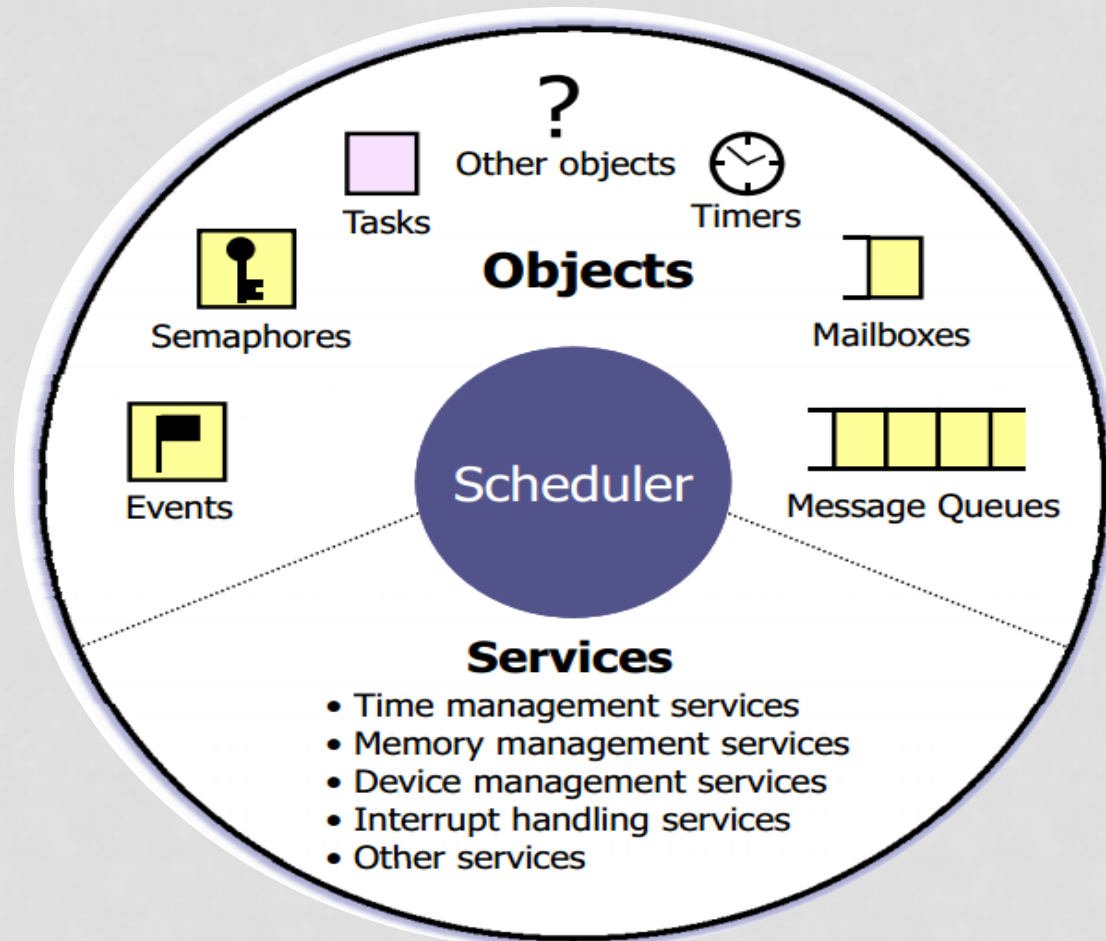 ?
Other objects
Tasks
Timers
Objects
Semaphores
Mailboxes
Scheduler
Events
Message Queues
Services
• Time management services
• Memory management services
• Device management services
• Interrupt handling services
• Other services